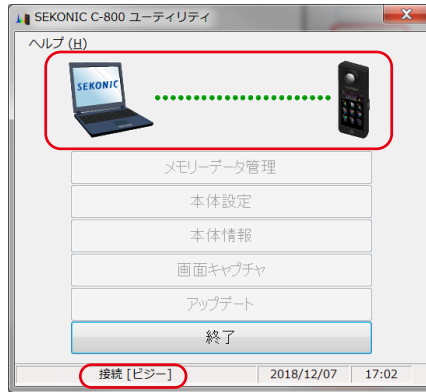 SEKONIC C-800 ユーティリティ
ヘルプ (H)
SEKONIC
メモリーデータ管理
本体設定
本体情報
画面キャプチャ
アップデート
終了
接続 [ビジー] 2018/12/07 17:02